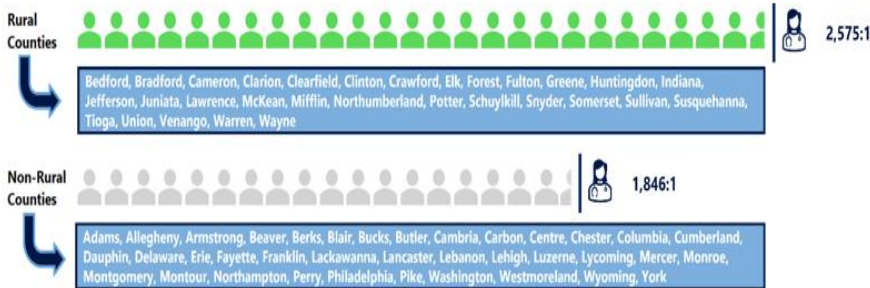 Rural
Counties
2,575:1
Bedford, Bradford, Cameron, Clarion, Clearfield, Clinton, Crawford, Elk, Forest, Fulton, Greene, Huntingdon, Indiana,
Jefferson, Juniata, Lawrence, McKean, Mifflin, Northumberland, Potter, Schuylkill, Snyder, Somerset, Sullivan, Susquehanna,
Tioga, Union, Venango, Warren, Wayne
Non-Rural
Counties
1,846:1
Adams, Allegheny, Armstrong, Beaver, Berks, Blair, Bucks, Butler, Cambria, Carbon, Centre, Chester, Columbia, Cumberland,
Dauphin, Delaware, Erie, Fayette, Franklin, Lackawanna, Lancaster, Lebanon, Lehigh, Luzerne, Lycoming, Mercer, Monroe,
Montgomery, Montour, Northampton, Perry, Philadelphia, Pike, Washington, Westmoreland, Wyoming, York